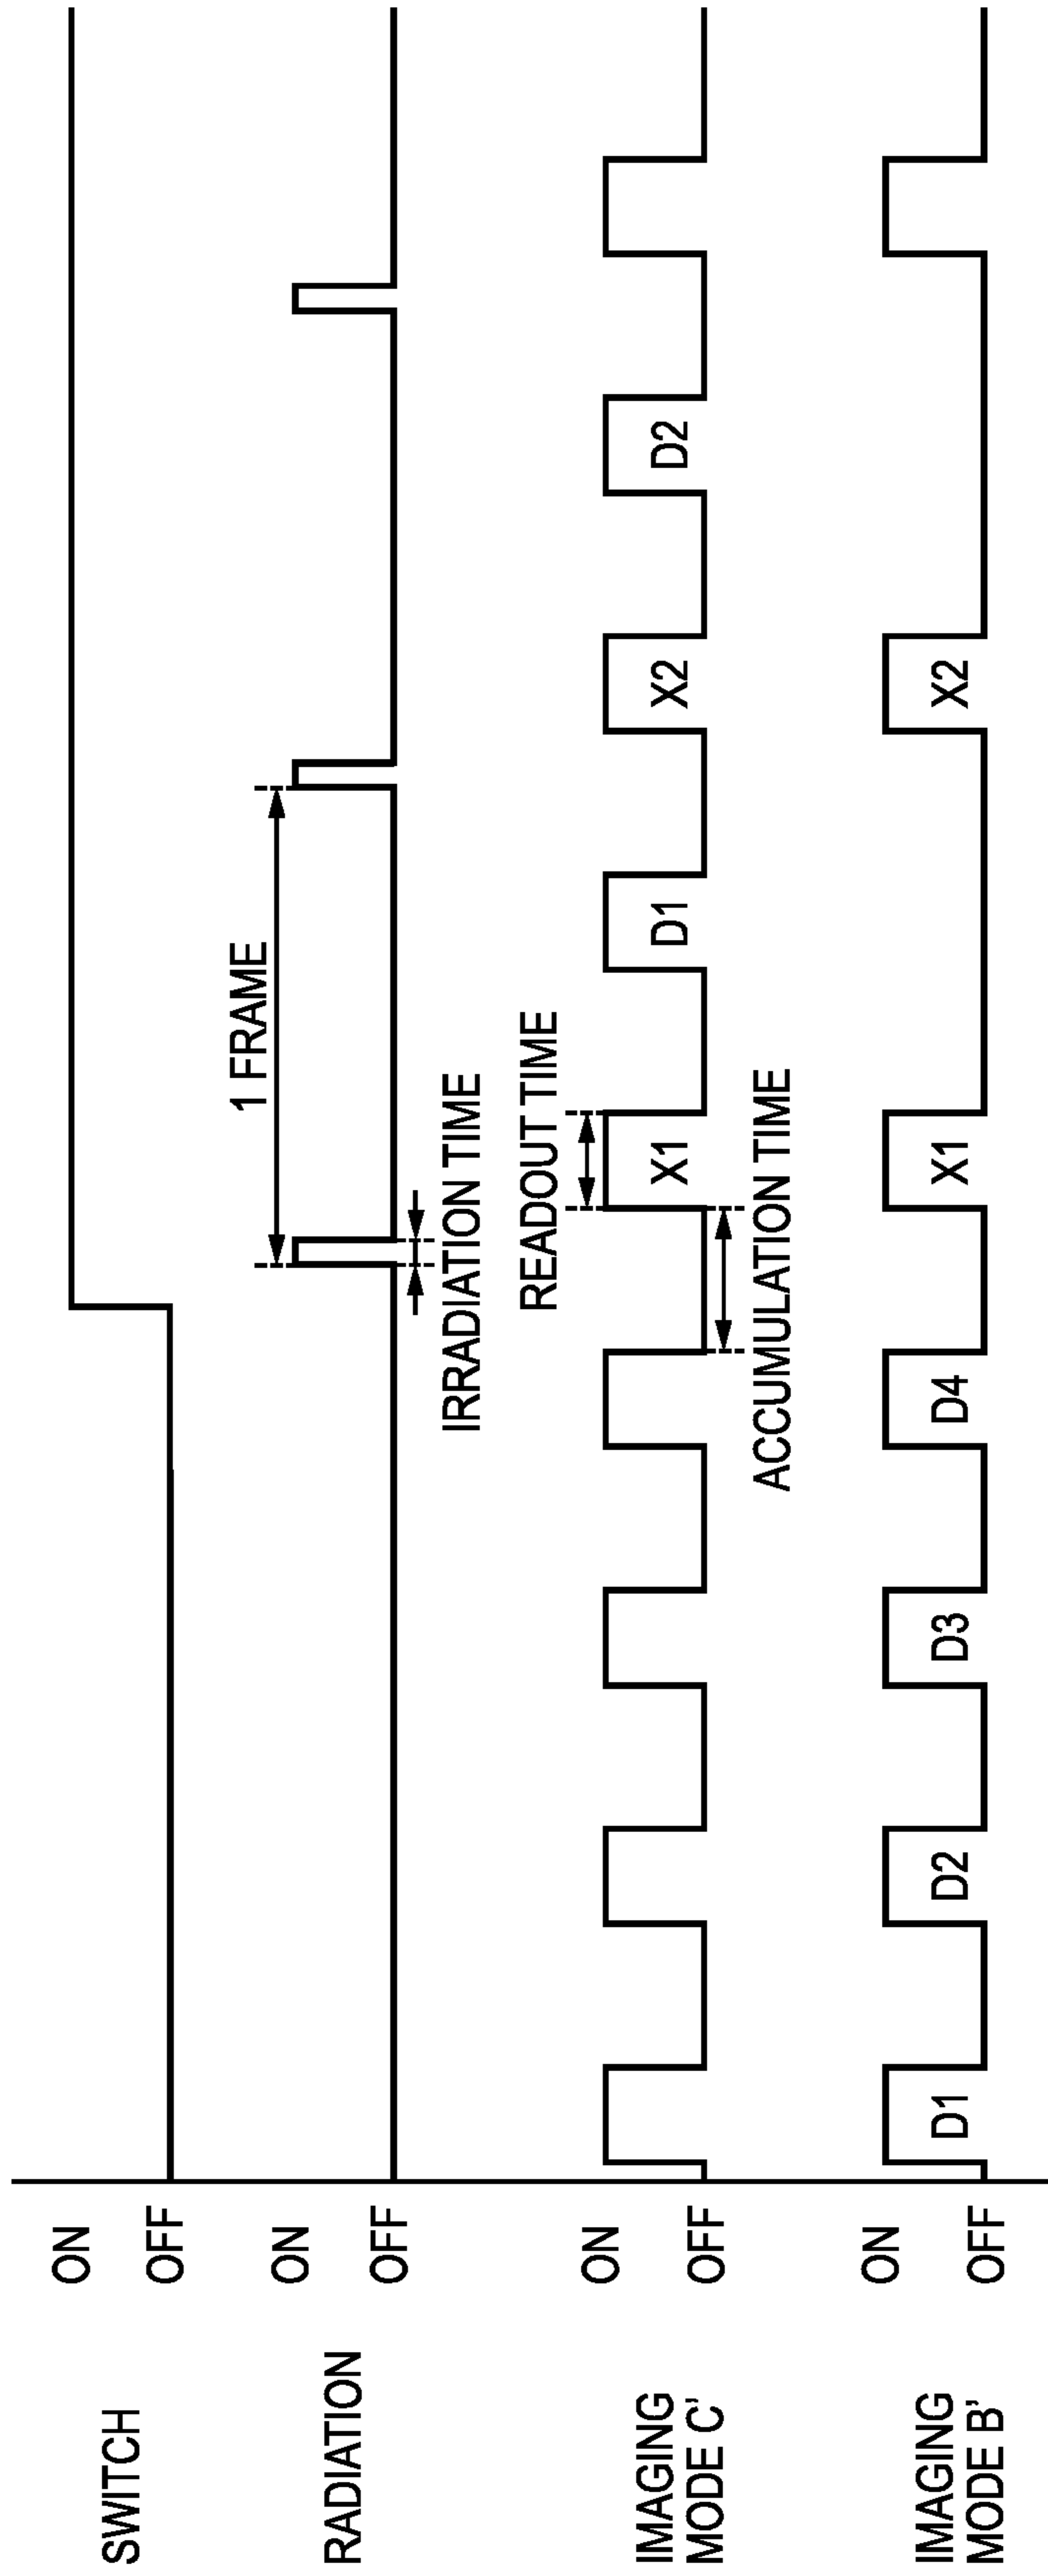 SWITCH
ON
OFF
RADIATION
ON
OFF
1 FRAME
IRRADIATION TIME
IMAGING
MODE C'
ON
OFF
READOUT TIME
X1
D1
X2
D2
ACCUMULATION TIME
IMAGING
MODE B'
ON
OFF
D1
D2
D3
D4
X1
X2